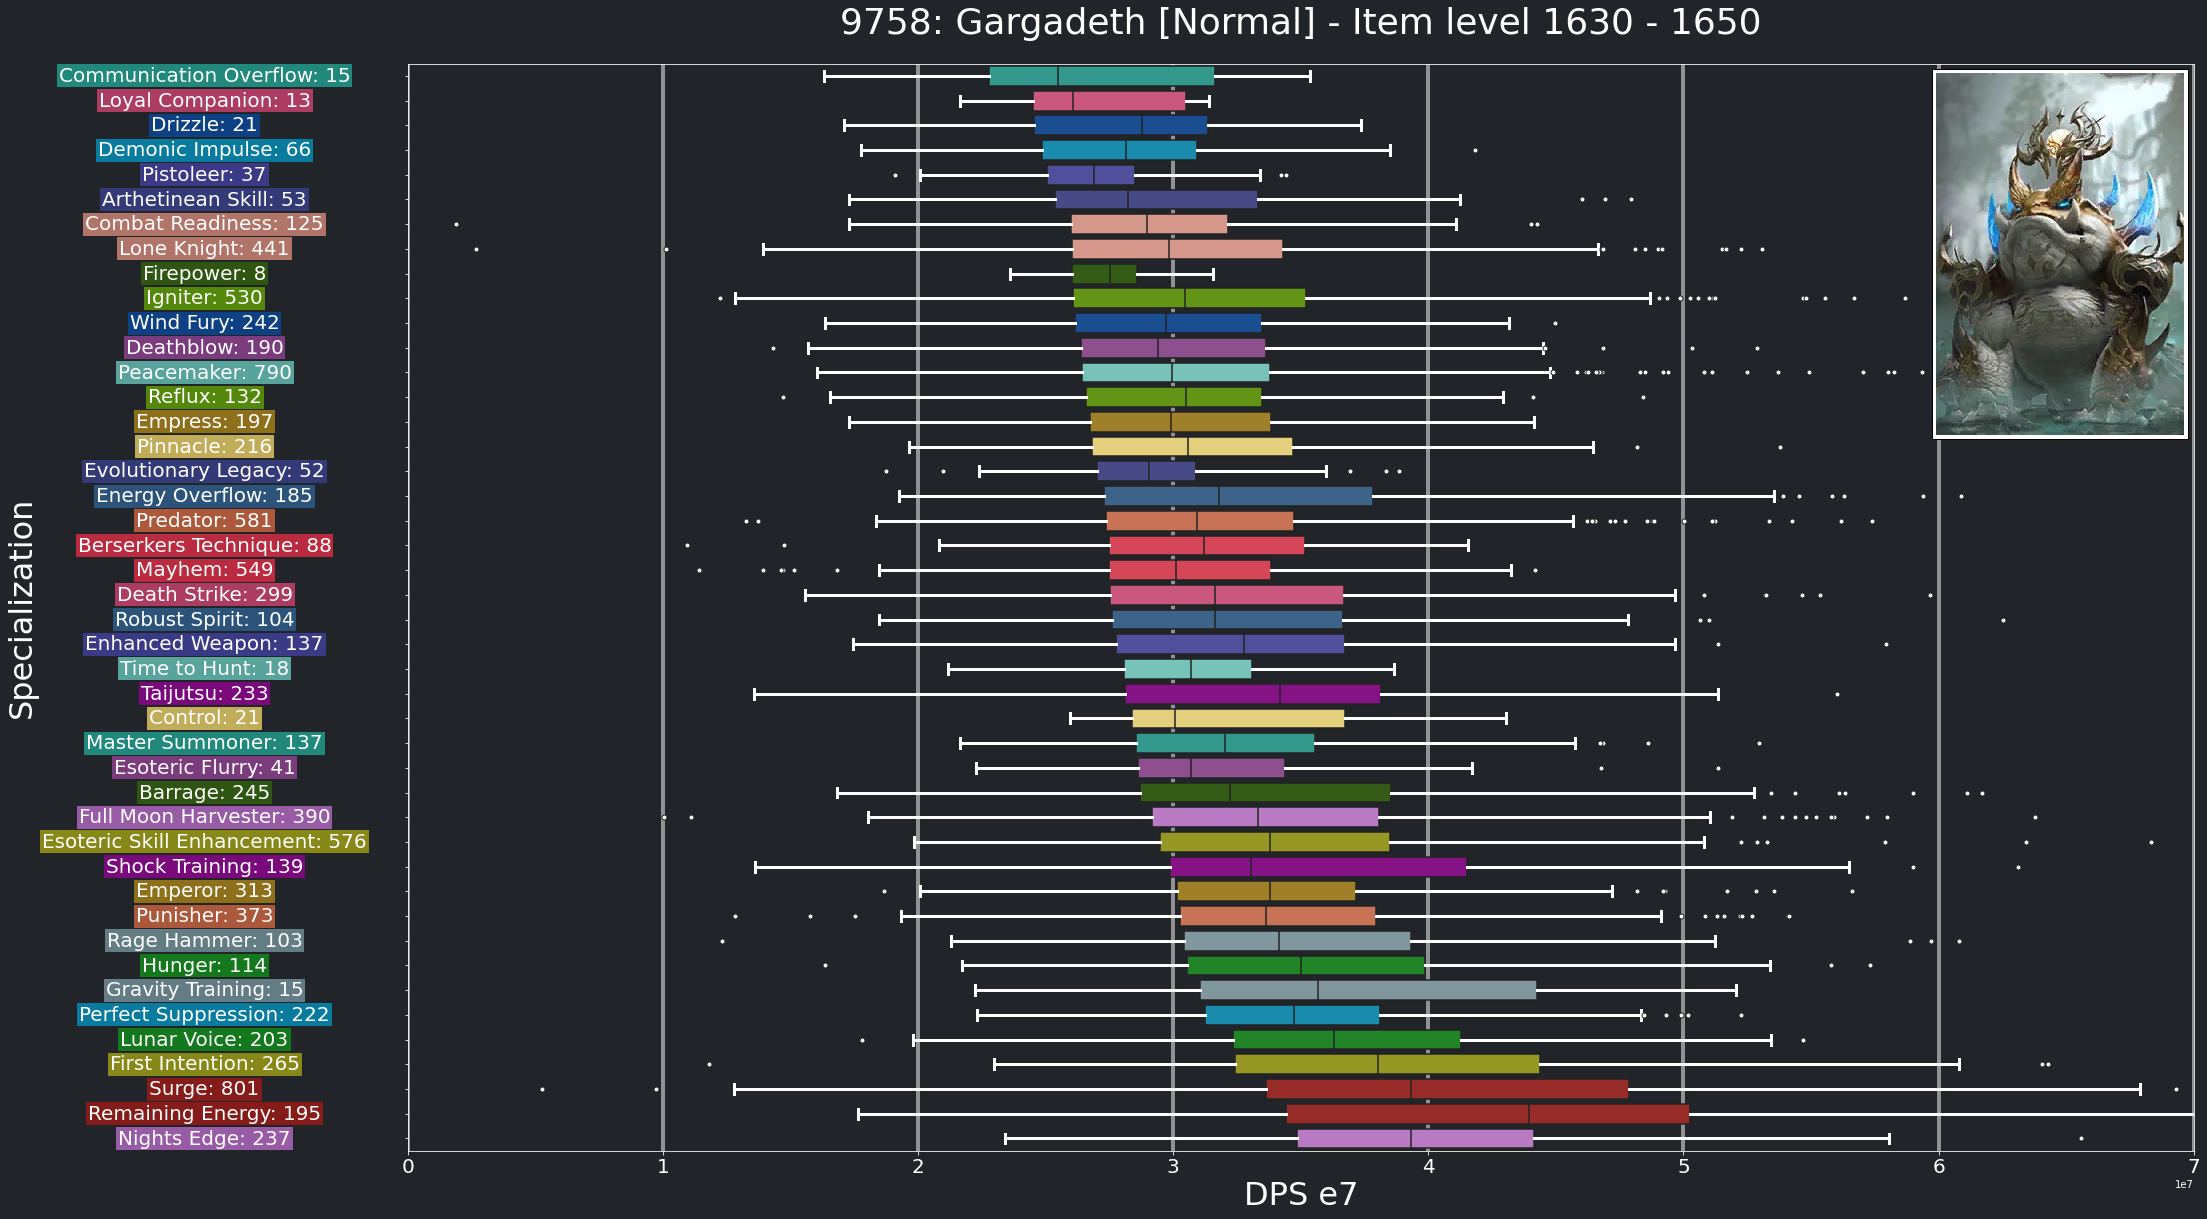 9758: Gargadeth [Normal] - Item level 1630 - 1650
Communication Overflow: 15
Loyal Companion: 13
Drizzle: 21
Demonic Impulse: 66
Pistoleer: 37
Arthetinean Skill: 53
Combat Readiness: 125
Lone Knight: 441
Firepower: 8
Igniter: 530
Wind Fury: 242
Deathblow: 190
Peacemaker: 790
Reflux: 132
Empress: 197
Pinnacle: 216
Evolutionary Legacy: 52
Energy Overflow: 185
Predator: 581
Berserkers Technique: 88
Mayhem: 549
Death Strike: 299
Robust Spirit: 104
Enhanced Weapon: 137
Time to Hunt: 18
Taijutsu: 233
Control: 21
Master Summoner: 137
Esoteric Flurry: 41
Barrage: 245
Full Moon Harvester: 390
Esoteric Skill Enhancement: 576
Shock Training: 139
Emperor: 313
Punisher: 373
Rage Hammer: 103
Hunger: 114
Gravity Training: 15
Perfect Suppression: 222
Lunar Voice: 203
First Intention: 265
Surge: 801
Remaining Energy: 195
Nights Edge: 237
Specialization
0 1 2 3 4 5 6 7
1e7
DPS e7